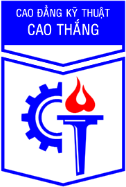 CAO ĐẲNG KỸ THUẬT
CAO THẮNG